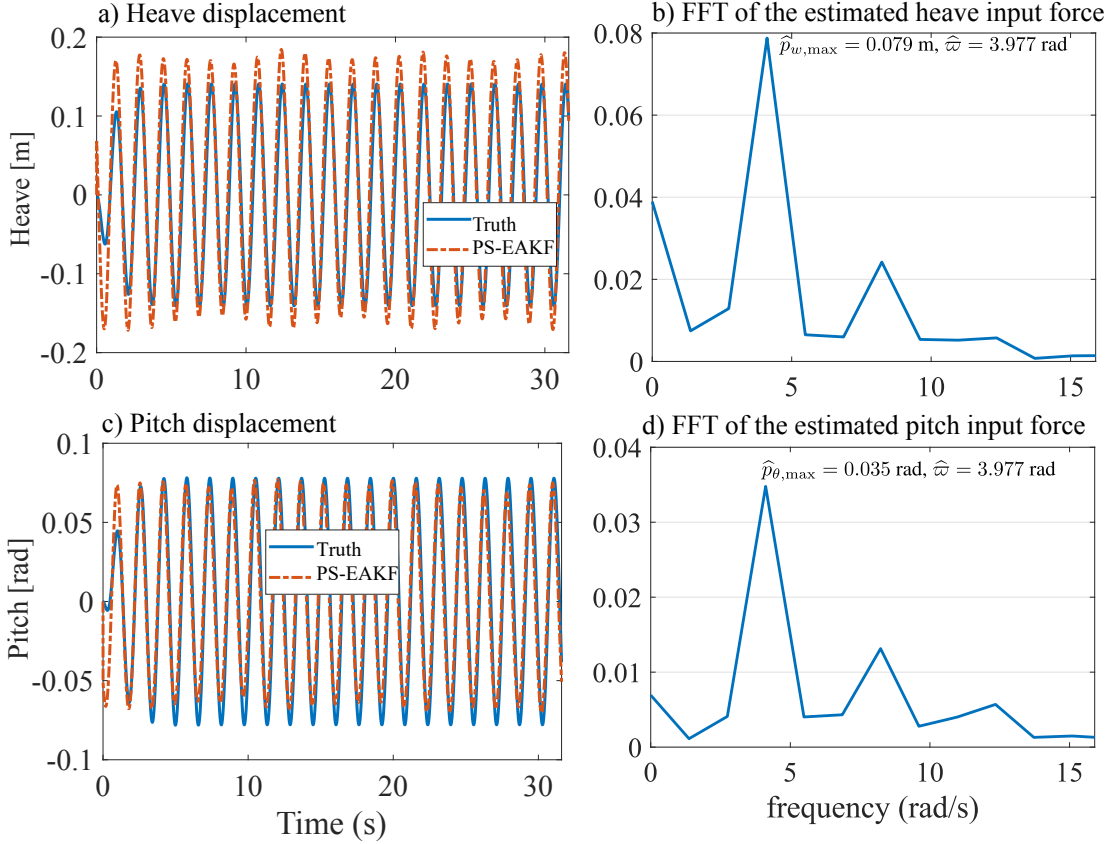 a) Heave displacement
0.2
0.1
0
-0.1
-0.2
Heave [m]
Truth
PS-EAKF
0
10
20
30
b) FFT of the estimated heave input force
p̂w,max = 0.079 m, ϖ̂ = 3.977 rad
0.08
0.06
0.04
0.02
0
0
5
10
15
c) Pitch displacement
0.1
0.05
0
-0.05
-0.1
Pitch [rad]
Truth
PS-EAKF
0
10
20
30
Time (s)
d) FFT of the estimated pitch input force
p̂θ,max = 0.035 rad, ϖ̂ = 3.977 rad
0.04
0.03
0.02
0.01
0
0
5
10
15
frequency (rad/s)